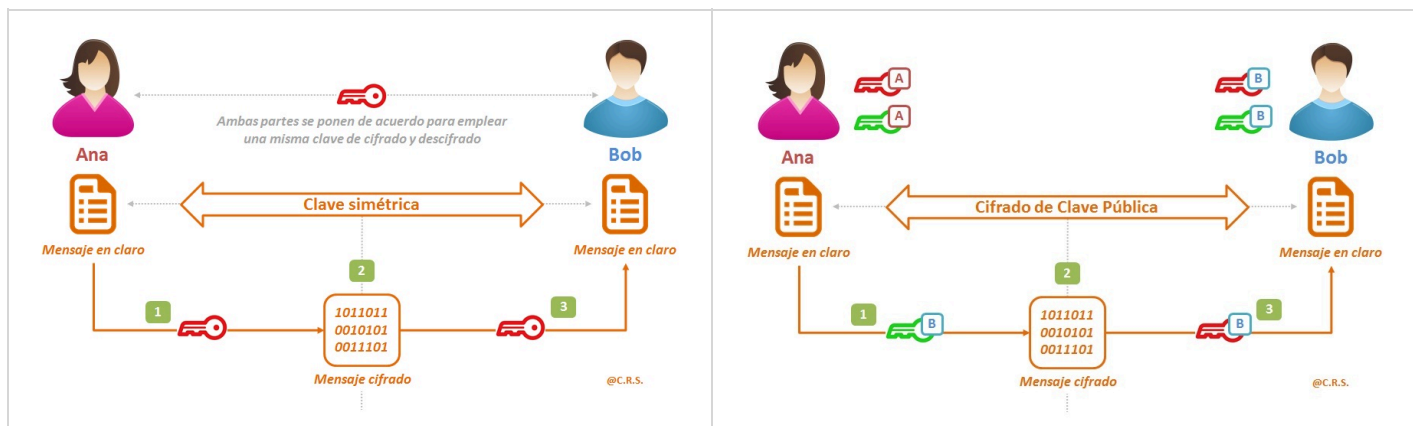 Ambas partes se ponen de acuerdo para emplear
una misma clave de cifrado y descifrado
Ana
Bob
Clave simétrica
Mensaje en claro
Mensaje en claro
2
1
3
1011011
0010101
0011101
Mensaje cifrado
@C.R.S.
A
B
A
B
Ana
Bob
Cifrado de Clave Pública
Mensaje en claro
Mensaje en claro
2
1
3
B
B
1011011
0010101
0011101
Mensaje cifrado
@C.R.S.